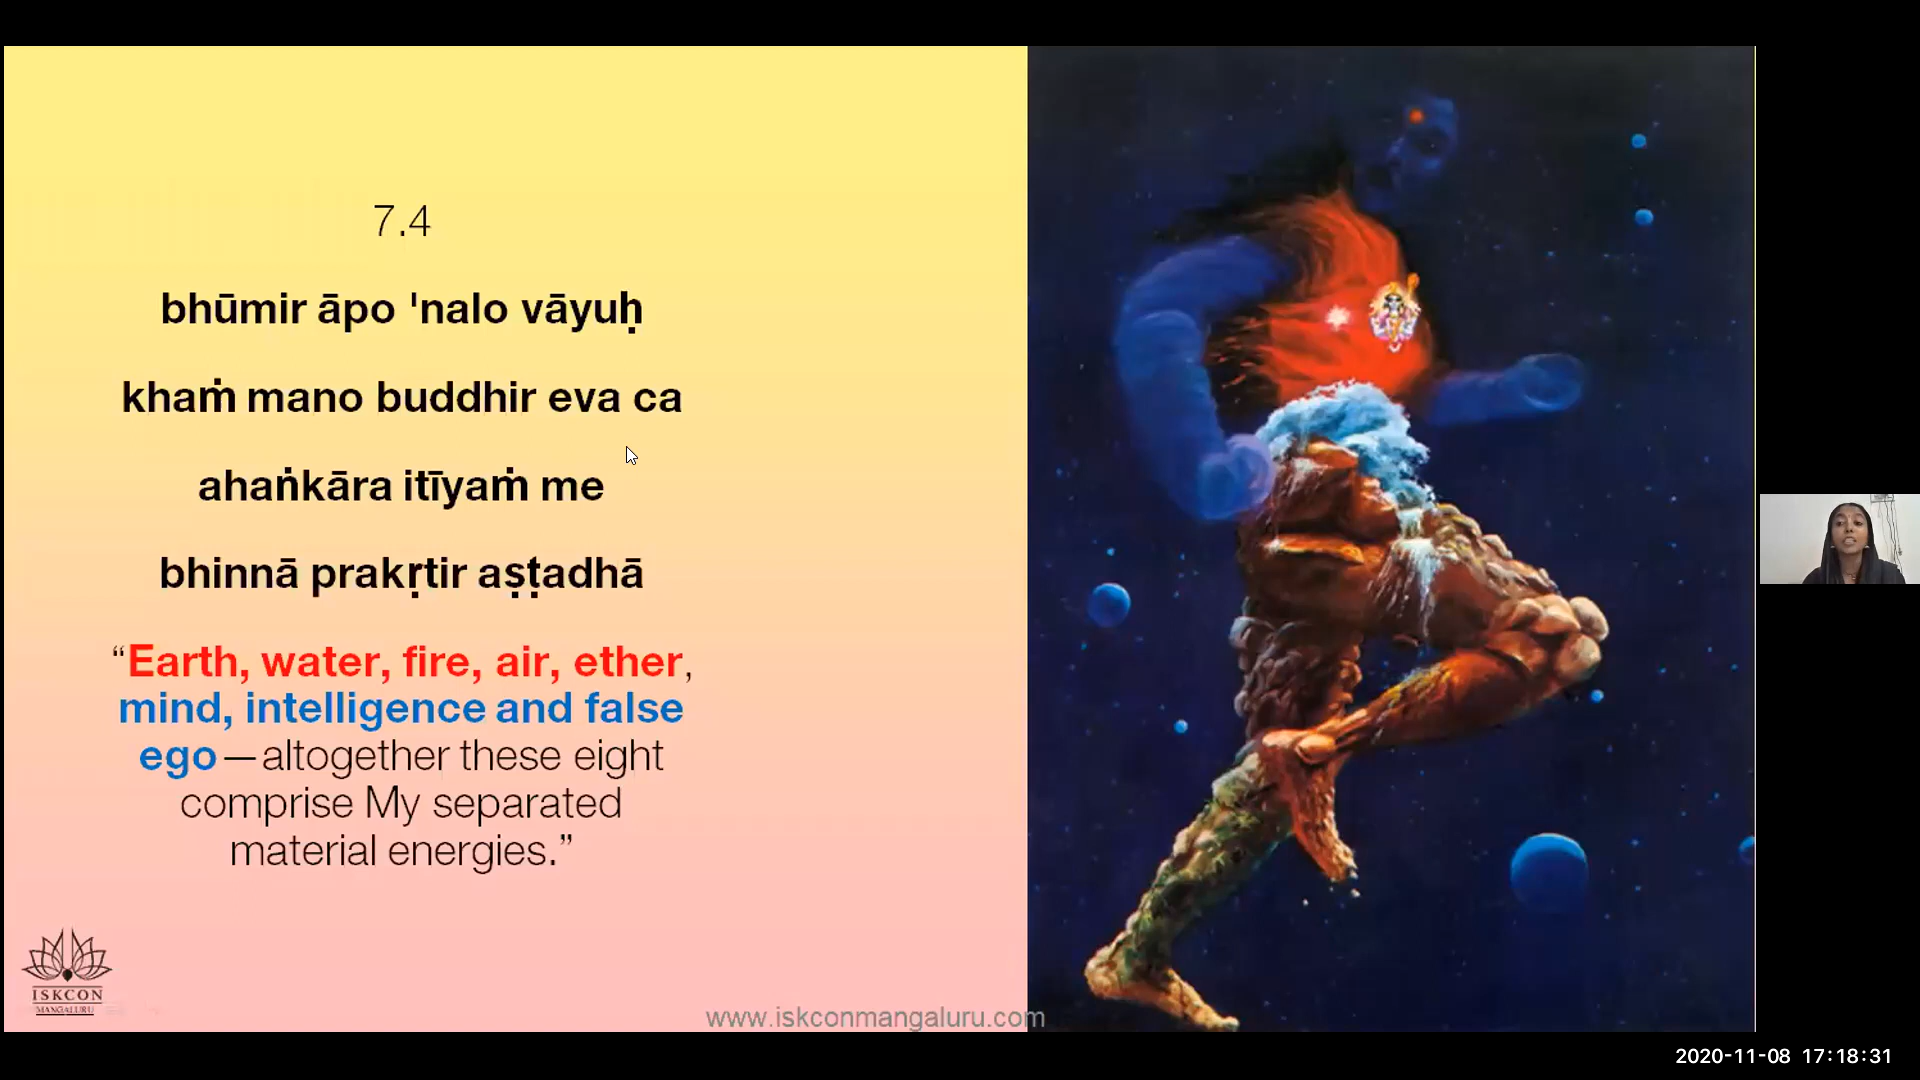 7.4
bhūmir āpo 'nalo vāyuḥ
khaṁ mano buddhir eva ca
ahaṅkāra itīyaṁ me
bhinnā prakṛtir aṣṭadhā
“Earth, water, fire, air, ether,
mind, intelligence and false
ego—altogether these eight
comprise My separated
material energies.”
ISKCON
MANGALURU
www.iskconmangaluru.com
2020-11-08 17:18:31